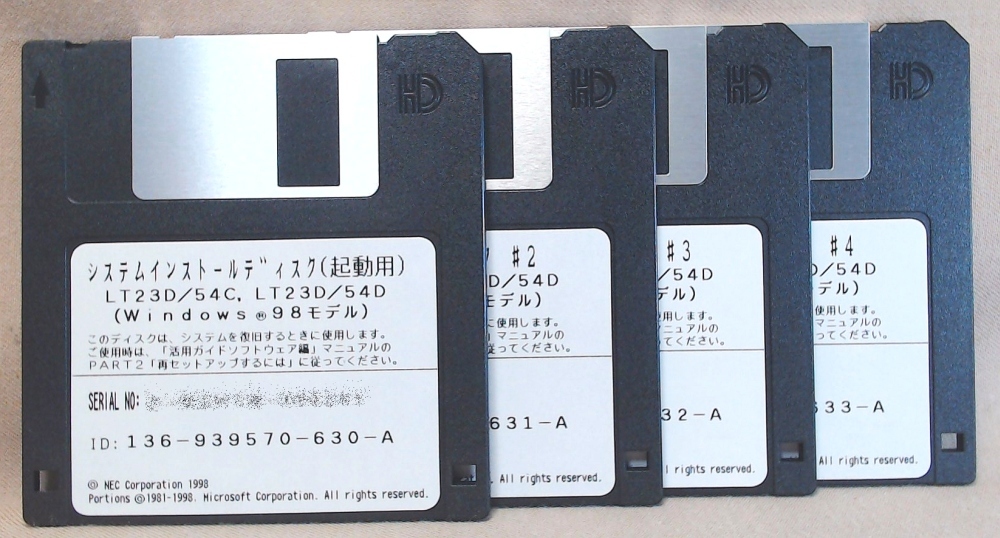 HD
HD
HD
HD
システムインストールディスク(起動用)
LT23D/54C, LT23D/54D
(Windows ®98モデル)
このディスクは、システムを復旧するときに使用します。
ご使用時は、「活用ガイドソフトウェア編」マニュアルの
PART2「再セットアップするには」に従ってください。
SERIAL NO:
ID: 136-939570-630-A
© NEC Corporation 1998
Portions ©1981-1998 Microsoft Corporation. All rights reserved.
#2
D/54D
モデル)
に使用します。
」マニュアルの
従ってください。
631-A
All rights reserved.
#3
54D
デル)
用します。
ニュアルの
ってください。
32-A
All rights reserved.
#4
/54D
デル)
使用します。
マニュアルの
ってください。
633-A
All rights reserved.